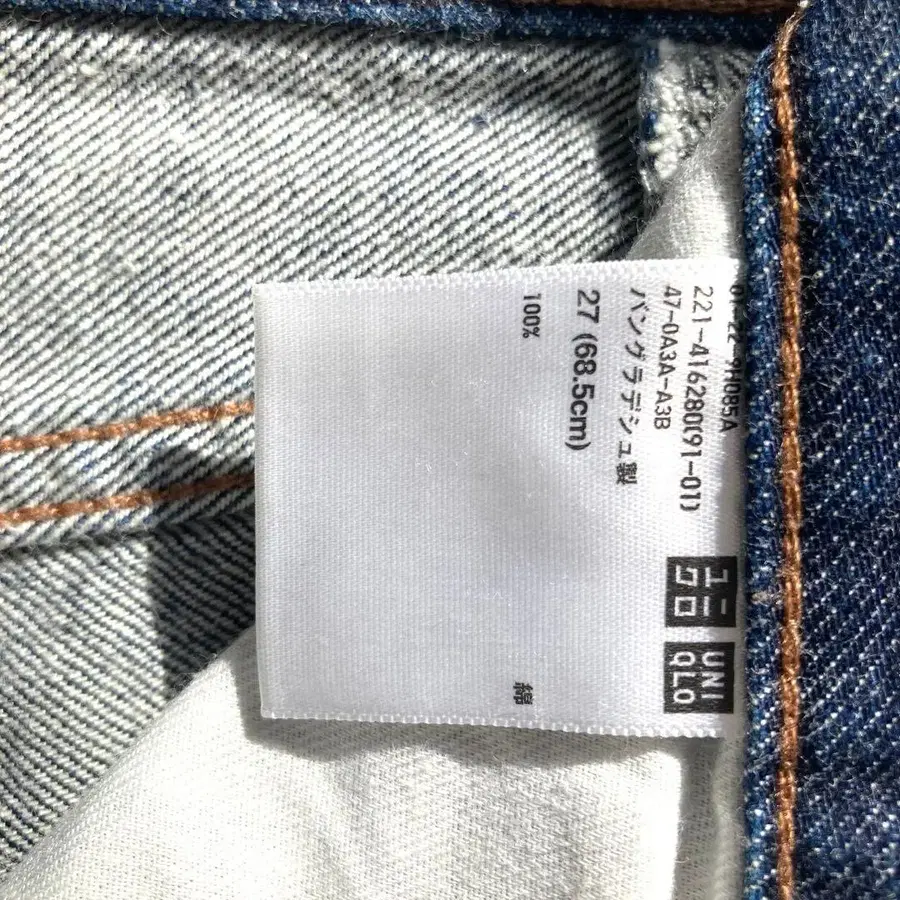 ユニ
クロ
UNI
QLO
221-416280(91-01)
47-0A3A-A3B
バングラデシュ製
27 (68.5cm)
綿 100%